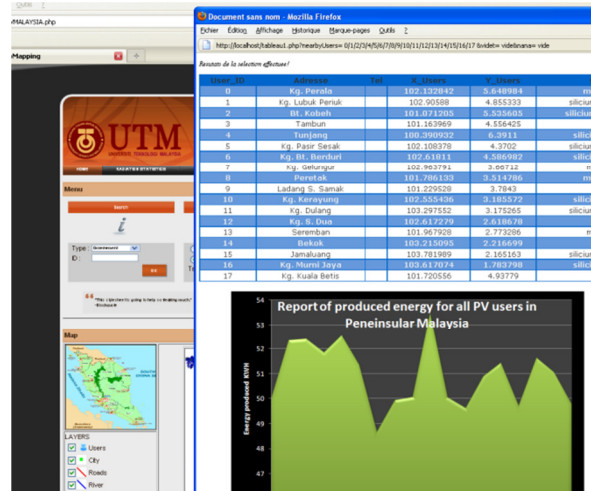 Outils ?
MALAYSIA.php
Mapping
UTM
UNIVERSITI TEKNOLOGI MALAYSIA
HOME
Menu
Search
Type :
ID :
Map
LAYERS
Users
City
Roads
River
Document sans nom - Mozilla Firefox
Fichier Édition Affichage Historique Marque-pages Outils ?
http://localhost/tableau1.php?nearbyUsers= 0/1/2/3/4/5/6/7/8/9/10/11/12/13/14/15/16/17
Resultats de la selection effectuee!
User_ID Adresse Tel X_Users Y_Users
0 Kg. Perala 102.132842 5.648984 m
1 Kg. Lubuk Periuk 102.90588 4.855333 siliciu
2 Bt. Kobeh 101.071205 5.535605 siliciu
3 Tambun 101.163969 4.556425
4 Tunjang 100.390932 6.3911 silici
5 Kg. Pasir Sesak 102.108378 4.3702 siliciu
6 Kg. Bt. Berduri 102.61811 4.586982 silici
7 Kg. Gelungur 102.963791 3.66712 m
8 Peretak 101.786133 3.514786 m
9 Ladang S. Samak 101.229528 3.7843
10 Kg. Kerayung 102.555436 3.185572 silici
11 Kg. Dulang 103.297552 3.175265 siliciu
12 Kg. S. Dua 102.617279 2.618678 silici
13 Seremban 101.967928 2.773286 m
14 Bekok 103.215095 2.216699
15 Jamaluang 103.781989 2.165163 siliciu
16 Kg. Murni Jaya 103.617074 1.783798 silici
17 Kg. Kuala Betis 101.720556 4.93779
Report of produced energy for all PV users in
Peneinsular Malaysia
Energy produced KWH
54
53
52
51
50
49
48
47